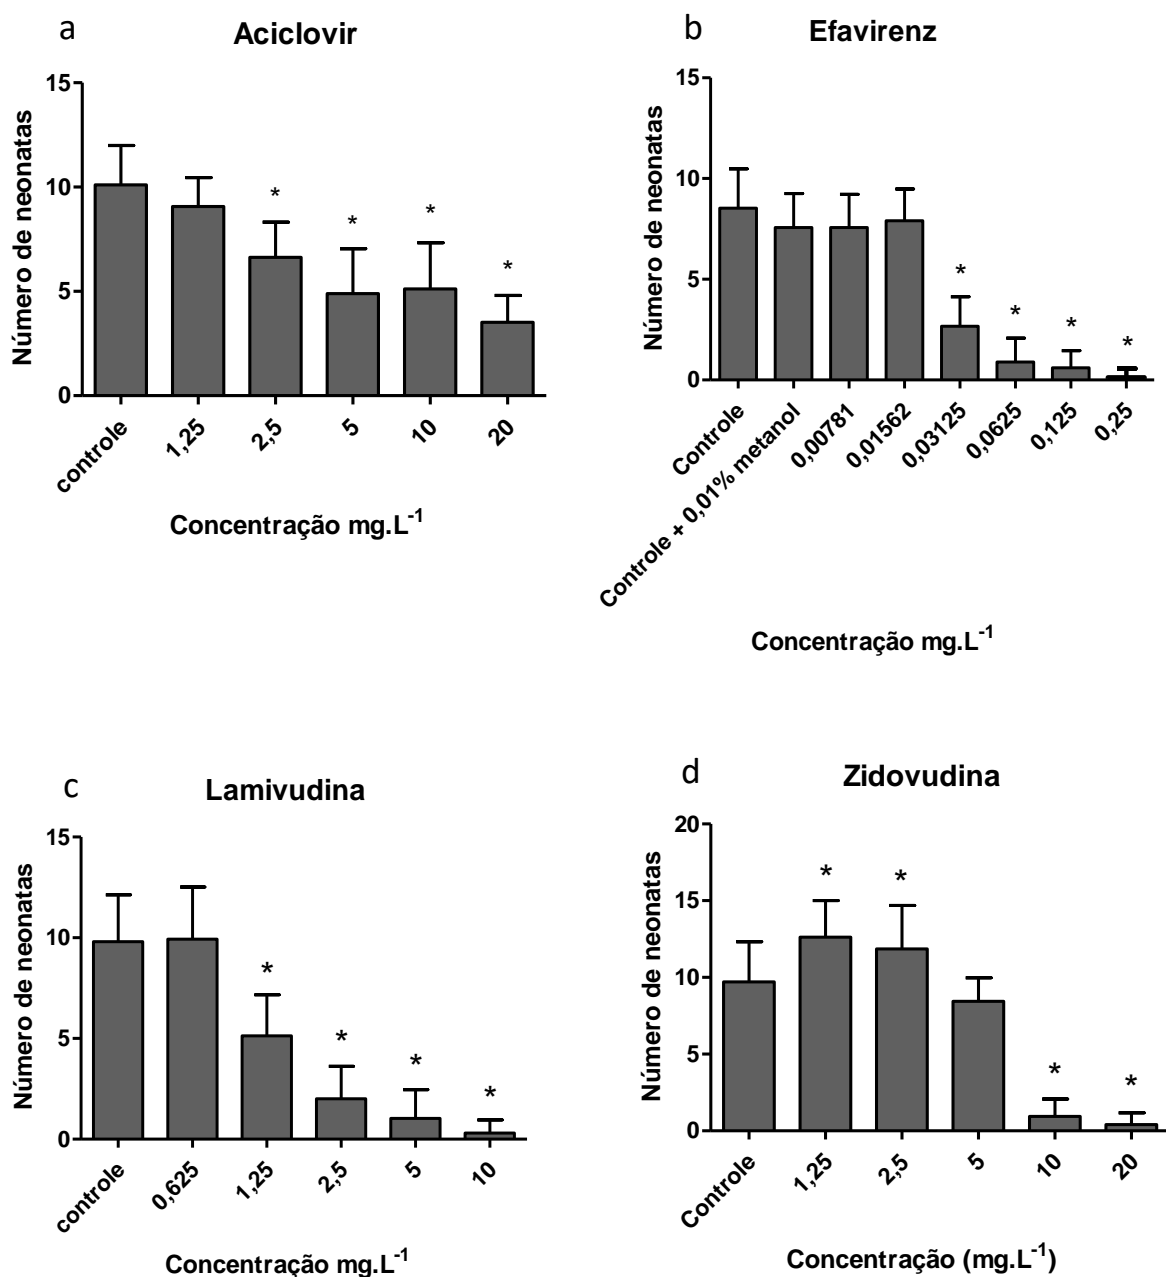 a
Aciclovir
Número de neonatas
15
10
5
0
*
*
*
*
controle
1,25
2,5
5
10
20
Concentração mg.L-1
b
Efavirenz
Número de neonatas
15
10
5
0
*
*
*
*
Controle
Controle + 0,01% metanol
0,00781
0,01562
0,03125
0,0625
0,125
0,25
Concentração mg.L-1
c
Lamivudina
Número de neonatas
15
10
5
0
*
*
*
*
controle
0,625
1,25
2,5
5
10
Concentração mg.L-1
d
Zidovudina
Número de neonatas
20
15
10
5
0
*
*
*
*
Controle
1,25
2,5
5
10
20
Concentração (mg.L-1)